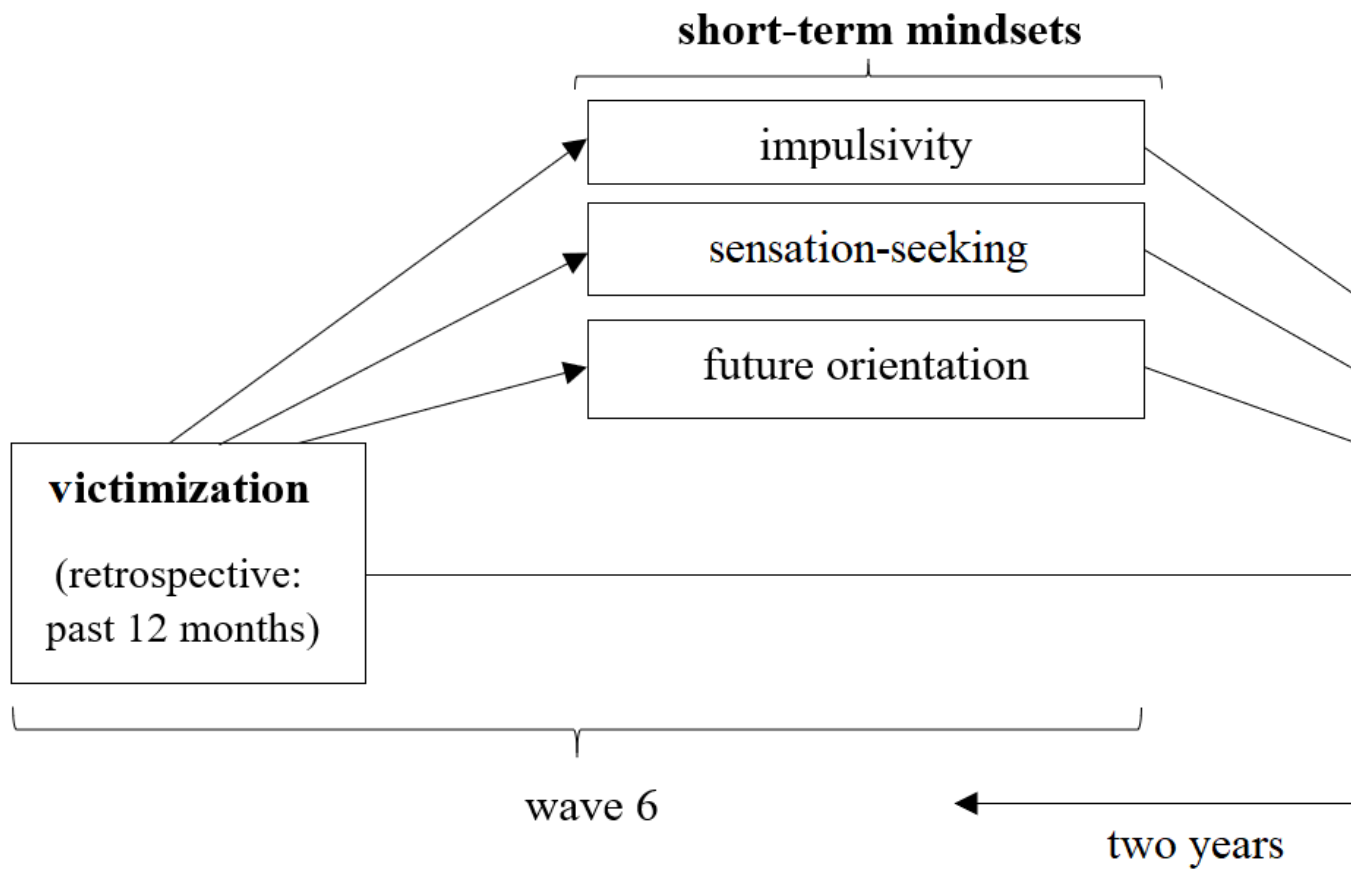 short-term mindsets
impulsivity
sensation-seeking
future orientation
victimization
(retrospective:
past 12 months)
wave 6
two years